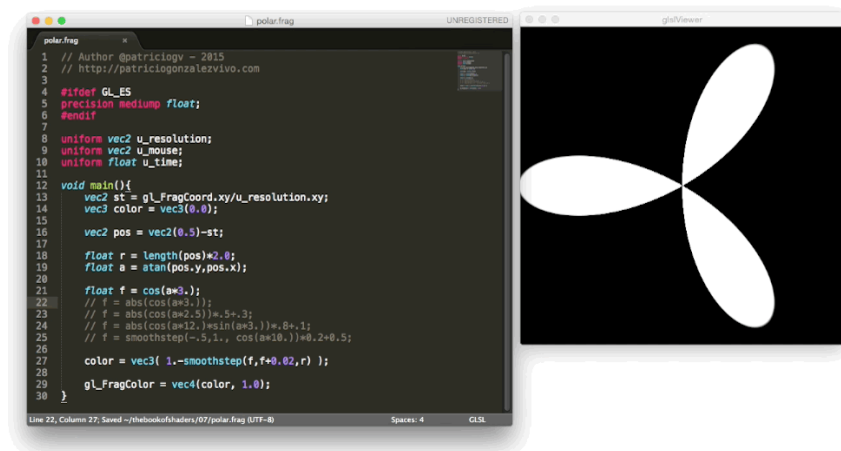 polar.frag
UNREGISTERED
polar.frag ×
1 // Author @patriciogv - 2015
2 // http://patriciogonzalezvivo.com
3
4 #ifdef GL_ES
5 precision mediump float;
6 #endif
7
8 uniform vec2 u_resolution;
9 uniform vec2 u_mouse;
10 uniform float u_time;
11
12 void main(){
13 vec2 st = gl_FragCoord.xy/u_resolution.xy;
14 vec3 color = vec3(0.0);
15
16 vec2 pos = vec2(0.5)-st;
17
18 float r = length(pos)*2.0;
19 float a = atan(pos.y,pos.x);
20
21 float f = cos(a*3.);
22 // f = abs(cos(a*3.));
23 // f = abs(cos(a*2.5))*.5+.3;
24 // f = abs(cos(a*12.)*sin(a*3.))*.8+.1;
25 // f = smoothstep(-.5,1., cos(a*10.))*0.2+0.5;
26
27 color = vec3( 1.-smoothstep(f,f+0.02,r) );
28
29 gl_FragColor = vec4(color, 1.0);
30 }
Line 22, Column 27; Saved ~/thebookofshaders/07/polar.frag (UTF-8) Spaces: 4 GLSL
glslViewer